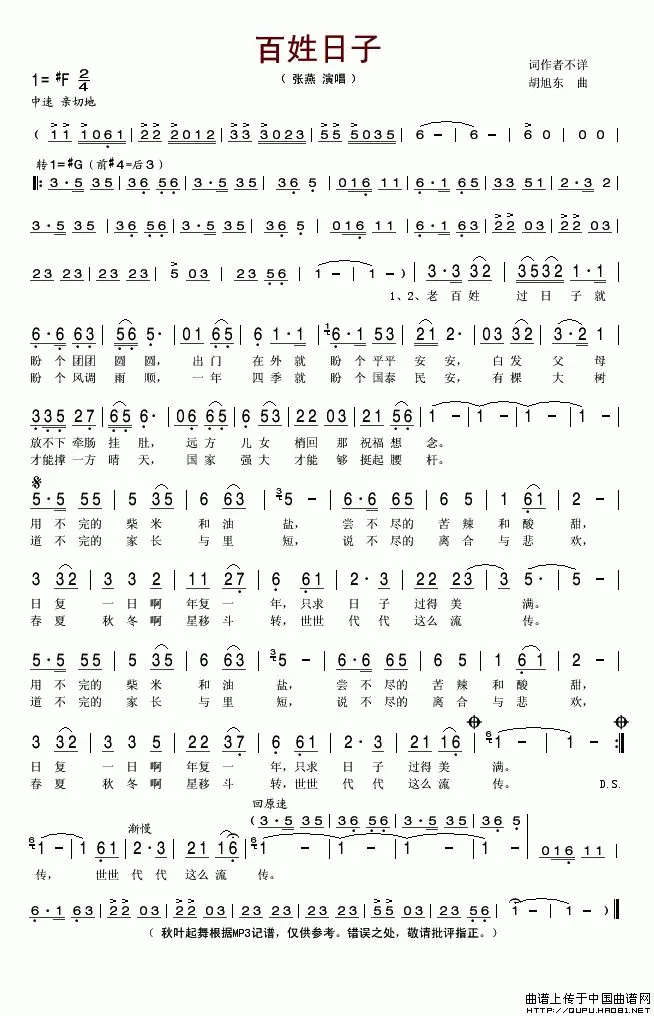 百姓日子
（ 张燕 演唱 ）
词作者不详
胡旭东 曲
1=♯F 2/4
中速 亲切地
（ 1 1 1061 | 22 2012 | 33 3023 | 55 5035 | 6 - | 6 - ） | 60 | 00 |
转1=♯G（前♯4=后3）
‖: 3·5 35 | 36 56 | 3·5 35 | 36 5 | 016 11 | 6·1 65 | 33 51 | 2·3 2 |
3·5 35 | 36 56 | 3·5 35 | 36 5 | 016 11 | 6·1 63 | 22 03 | 22 03 |
23 23 | 23 23 | 5 03 | 23 56 | 1 - | 1 - ） | 3·3 32 | 3532 1·1 |
1、2、老 百姓 过 日 子 就
6·6 63 | 56 5· | 01 65 | 6 1·1 | 6·1 53 | 21 2· | 03 32 | 3·2 1 |
盼 个 团团 圆 圆， 出 门 在 外 就 盼 个 平平 安 安， 白 发 父 母
盼 个 风调 雨 顺， 一 年 四 季 就 盼 个 国泰 民 安， 有 棵 大 树
335 27 | 65 6· | 06 65 | 6 53 | 22 03 | 21 56 | 1 - | 1 - |
放不下 牵肠 挂 肚， 远 方 儿 女 梢回 那 祝福 想 念。
才能撑 一方 晴 天， 国 家 强 大 才能 够 挺起 腰 杆。
5·5 55 | 5 35 | 6 63 | 5 - | 6·6 65 | 6 5 | 1 61 | 2 - |
用 不 完的 柴 米 和 油 盐， 尝 不 尽的 苦 辣 和 酸 甜，
道 不 完的 家 长 与 里 短， 说 不 尽的 离 合 与 悲 欢，
3 32 | 3 3 2 | 11 27 | 6 61 | 2·3 | 22 23 | 3 5· | 5 - |
日 复 一 日 啊 年复 一 年，只求 日 子 过得 美 满。
春 夏 秋 冬 啊 星移 斗 转，世世 代 代 这么 流 传。
5·5 55 | 5 35 | 6 63 | 5 - | 6·6 65 | 6 5 | 1 61 | 2 - |
用 不 完的 柴 米 和 油 盐， 尝 不 尽的 苦 辣 和 酸 甜，
道 不 完的 家 长 与 里 短， 说 不 尽的 离 合 与 悲 欢，
3 32 | 3 3 5 | 22 37 | 6 61 | 2·3 | 21 16 | 1 - | 1 - :‖
日 复 一 日 啊 年复 一 年，只求 日 子 过得 美 满。
春 夏 秋 冬 啊 星移 斗 转，世世 代 代 这么 流 传。 D.S.
回原速
（ 3·5 35 | 36 56 | 3·5 35 | 36 5
渐慢
1 - | 1 61 | 2·3 | 21 16 | 1 - | 1 - | 1 - | 1 - | 016 11 |
传， 世世 代 代 这么 流 传。
6·1 63 | 22 03 | 22 03 | 23 23 | 23 23 | 55 03 | 23 56 | 1 - | 1 - ） ‖
（ 秋叶起舞根据MP3记谱，仅供参考。错误之处，敬请批评指正。）
曲谱上传于中国曲谱网
HTTP://QUPU.HAO81.NET